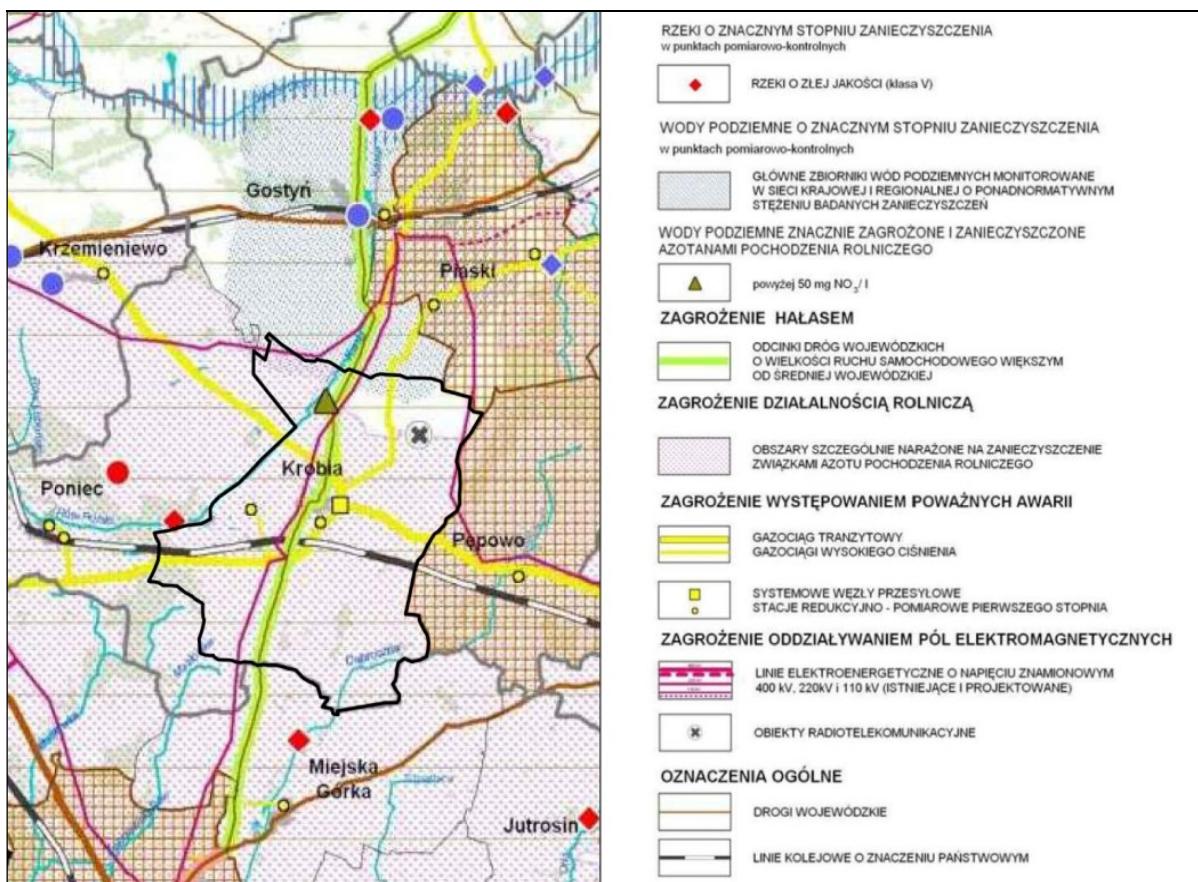 Gostyń
Krzemieniewo
Piaski
Krobia
Poniec
Pępowo
Dąbroczna
Miejska
Górka
Jutrosin
RZEKI O ZNACZNYM STOPNIU ZANIECZYSZCZENIA
w punktach pomiarowo-kontrolnych
RZEKI O ZŁEJ JAKOŚCI (klasa V)
WODY PODZIEMNE O ZNACZNYM STOPNIU ZANIECZYSZCZENIA
w punktach pomiarowo-kontrolnych
GŁÓWNE ZBIORNIKI WÓD PODZIEMNYCH MONITOROWANE
W SIECI KRAJOWEJ I REGIONALNEJ O PONADNORMATYWNYM
STĘŻENIU BADANYCH ZANIECZYSZCZEŃ
WODY PODZIEMNE ZNACZNIE ZAGROŻONE I ZANIECZYSZCZONE
AZOTANAMI POCHODZENIA ROLNICZEGO
powyżej 50 mg NO3/ l
ZAGROŻENIE HAŁASEM
ODCINKI DRÓG WOJEWÓDZKICH
O WIELKOŚCI RUCHU SAMOCHODOWEGO WIĘKSZYM
OD ŚREDNIEJ WOJEWÓDZKIEJ
ZAGROŻENIE DZIAŁALNOŚCIĄ ROLNICZĄ
OBSZARY SZCZEGÓLNIE NARAŻONE NA ZANIECZYSZCZENIE
ZWIĄZKAMI AZOTU POCHODZENIA ROLNICZEGO
ZAGROŻENIE WYSTĘPOWANIEM POWAŻNYCH AWARII
GAZOCIĄG TRANZYTOWY
GAZOCIĄGI WYSOKIEGO CIŚNIENIA
SYSTEMOWE WĘZŁY PRZESYŁOWE
STACJE REDUKCYJNO - POMIAROWE PIERWSZEGO STOPNIA
ZAGROŻENIE ODDZIAŁYWANIEM PÓL ELEKTROMAGNETYCZNYCH
LINIE ELEKTROENERGETYCZNE O NAPIĘCIU ZNAMIONOWYM
400 kV, 220kV i 110 kV (ISTNIEJĄCE I PROJEKTOWANE)
OBIEKTY RADIOTELEKOMUNIKACYJNE
OZNACZENIA OGÓLNE
DROGI WOJEWÓDZKIE
LINIE KOLEJOWE O ZNACZENIU PAŃSTWOWYM